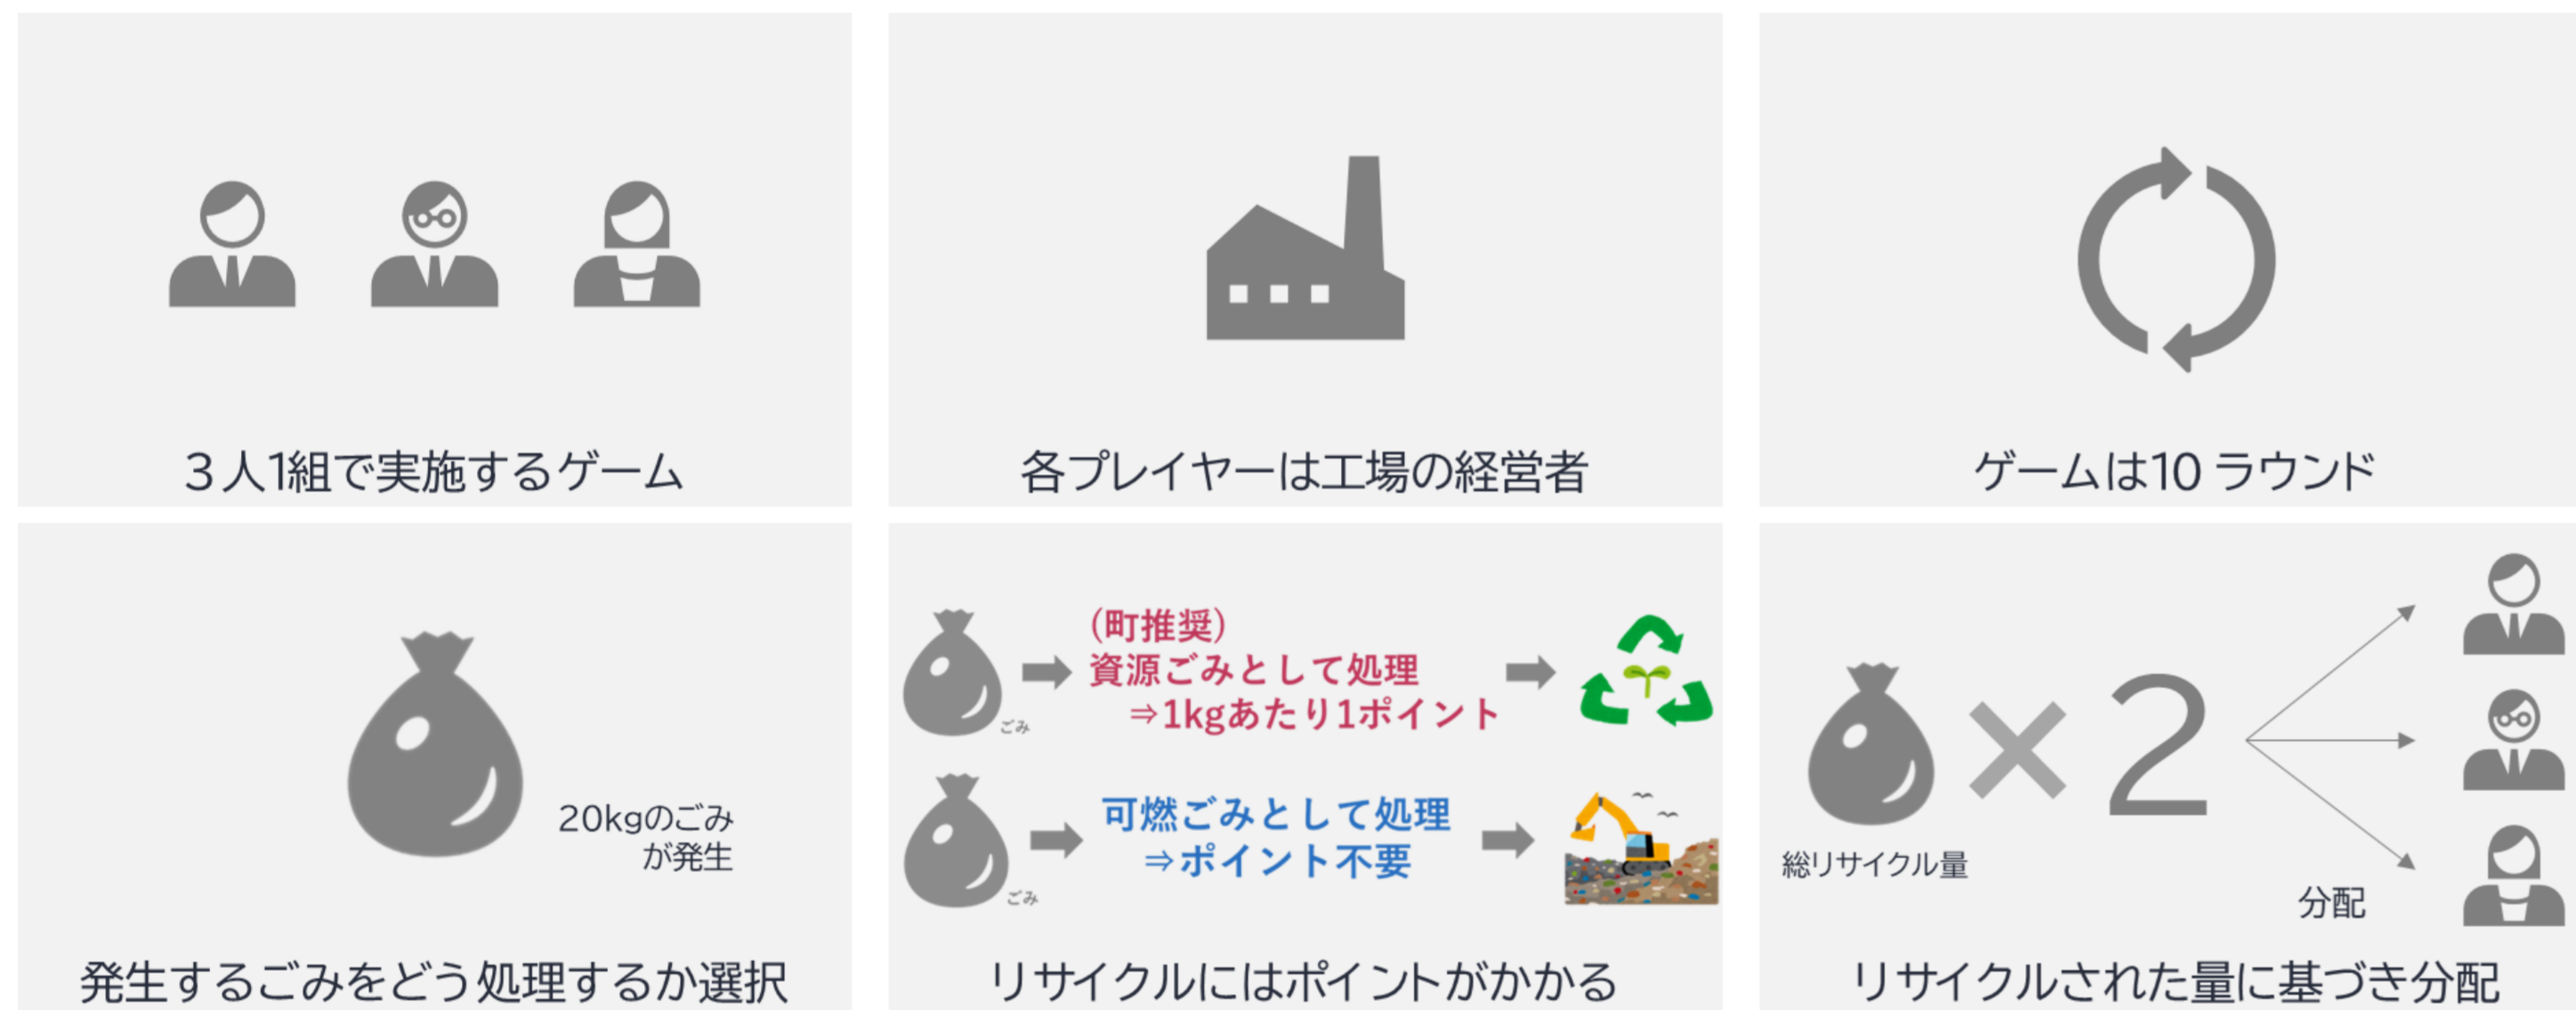 3人1組で実施するゲーム
各プレイヤーは工場の経営者
ゲームは10ラウンド
20kgのごみ
が発生
発生するごみをどう処理するか選択
(町推奨)
資源ごみとして処理
⇒1kgあたり1ポイント
ごみ
可燃ごみとして処理
⇒ポイント不要
ごみ
リサイクルにはポイントがかかる
×2
総リサイクル量
分配
リサイクルされた量に基づき分配